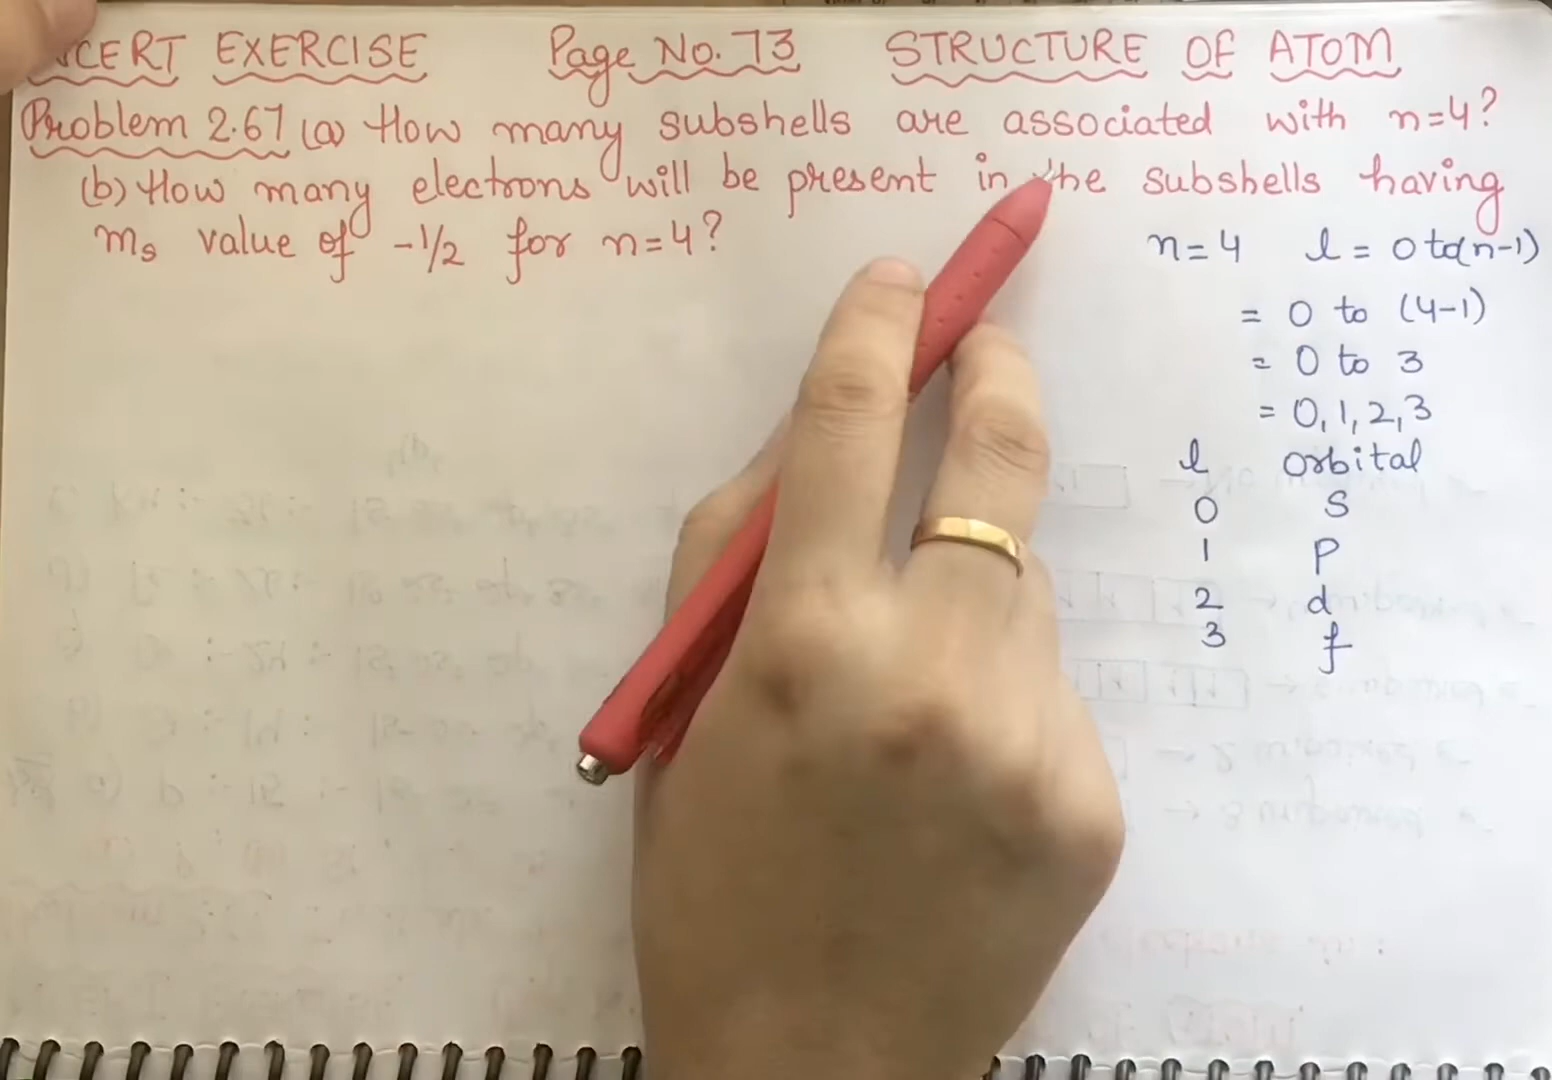 CERT EXERCISE Page No. 73 STRUCTURE OF ATOM
Problem 2.67 (a) How many subshells are associated with n=4?
(b) How many electrons will be present in the subshells having
ms value of -1/2 for n=4?
n=4 l = 0 to (n-1)
= 0 to (4-1)
= 0 to 3
= 0, 1, 2, 3
l orbital
0 s
1 p
2 d
3 f